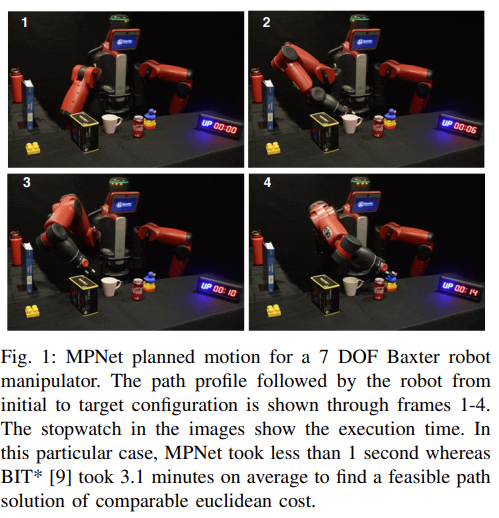 1
2
UP 00:00
UP 00:06
3
4
UP 00:10
UP 00:14
Fig. 1: MPNet planned motion for a 7 DOF Baxter robot
manipulator. The path profile followed by the robot from
initial to target configuration is shown through frames 1-4.
The stopwatch in the images show the execution time. In
this particular case, MPNet took less than 1 second whereas
BIT* [9] took 3.1 minutes on average to find a feasible path
solution of comparable euclidean cost.